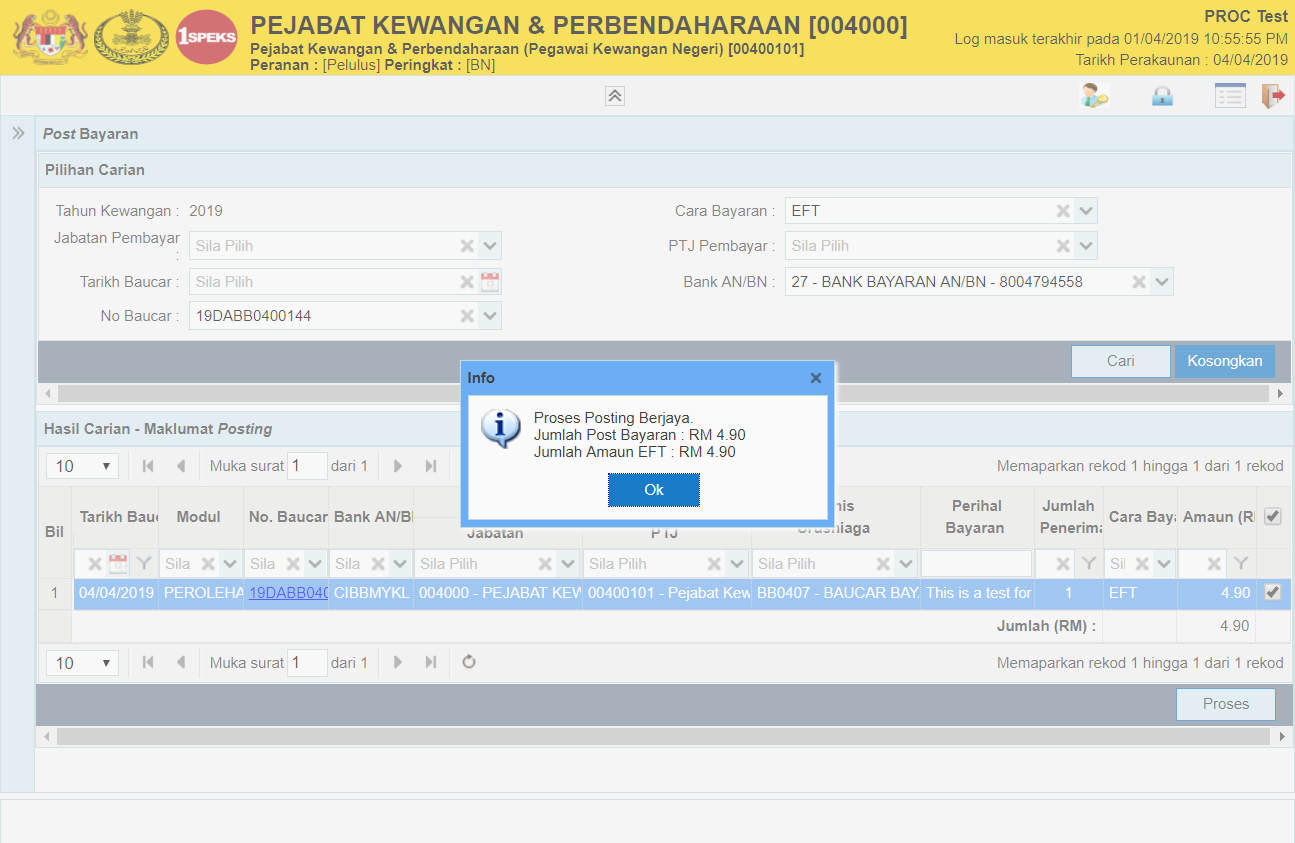 1SPEKS
PEJABAT KEWANGAN & PERBENDAHARAAN [004000]
Pejabat Kewangan & Perbendaharaan (Pegawai Kewangan Negeri) [00400101]
Peranan : [Pelulus] Peringkat : [BN]
PROC Test
Log masuk terakhir pada 01/04/2019 10:55:55 PM
Tarikh Perakaunan : 04/04/2019
Post Bayaran
Pilihan Carian
Tahun Kewangan : 2019
Cara Bayaran : EFT
Jabatan Pembayar : Sila Pilih
PTJ Pembayar : Sila Pilih
Tarikh Baucar : Sila Pilih
Bank AN/BN : 27 - BANK BAYARAN AN/BN - 8004794558
No Baucar : 19DABB0400144
Cari Kosongkan
Info
Proses Posting Berjaya.
Jumlah Post Bayaran : RM 4.90
Jumlah Amaun EFT : RM 4.90
Ok
Hasil Carian - Maklumat Posting
10 Muka surat 1 dari 1 Memaparkan rekod 1 hingga 1 dari 1 rekod
Bil Tarikh Bauc Modul No. Baucar Bank AN/B Jabatan PTJ Perihal Bayaran Jumlah Penerima Cara Baya Amaun (R
Sila Sila Sila Sila Pilih Sila Pilih Sila Pilih Sil
1 04/04/2019 PEROLEHA 19DABB040 CIBBMYKL 004000 - PEJABAT KEW 00400101 - Pejabat Kew BB0407 - BAUCAR BAY This is a test for 1 EFT 4.90
Jumlah (RM) : 4.90
10 Muka surat 1 dari 1 Memaparkan rekod 1 hingga 1 dari 1 rekod
Proses